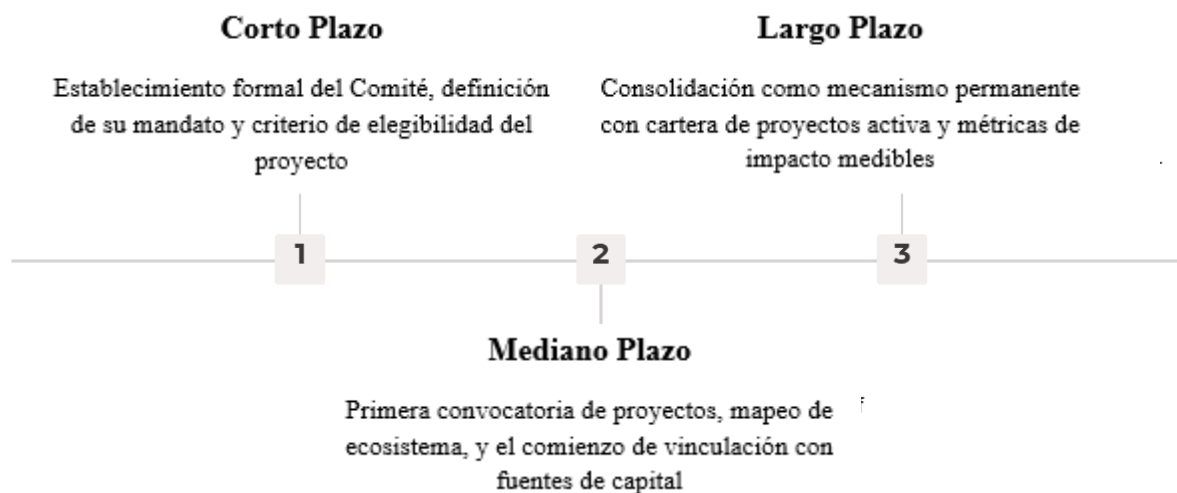 Corto Plazo
Establecimiento formal del Comité, definición
de su mandato y criterio de elegibilidad del
proyecto
Largo Plazo
Consolidación como mecanismo permanente
con cartera de proyectos activa y métricas de
impacto medibles
1
2
3
Mediano Plazo
Primera convocatoria de proyectos, mapeo de
ecosistema, y el comienzo de vinculación con
fuentes de capital